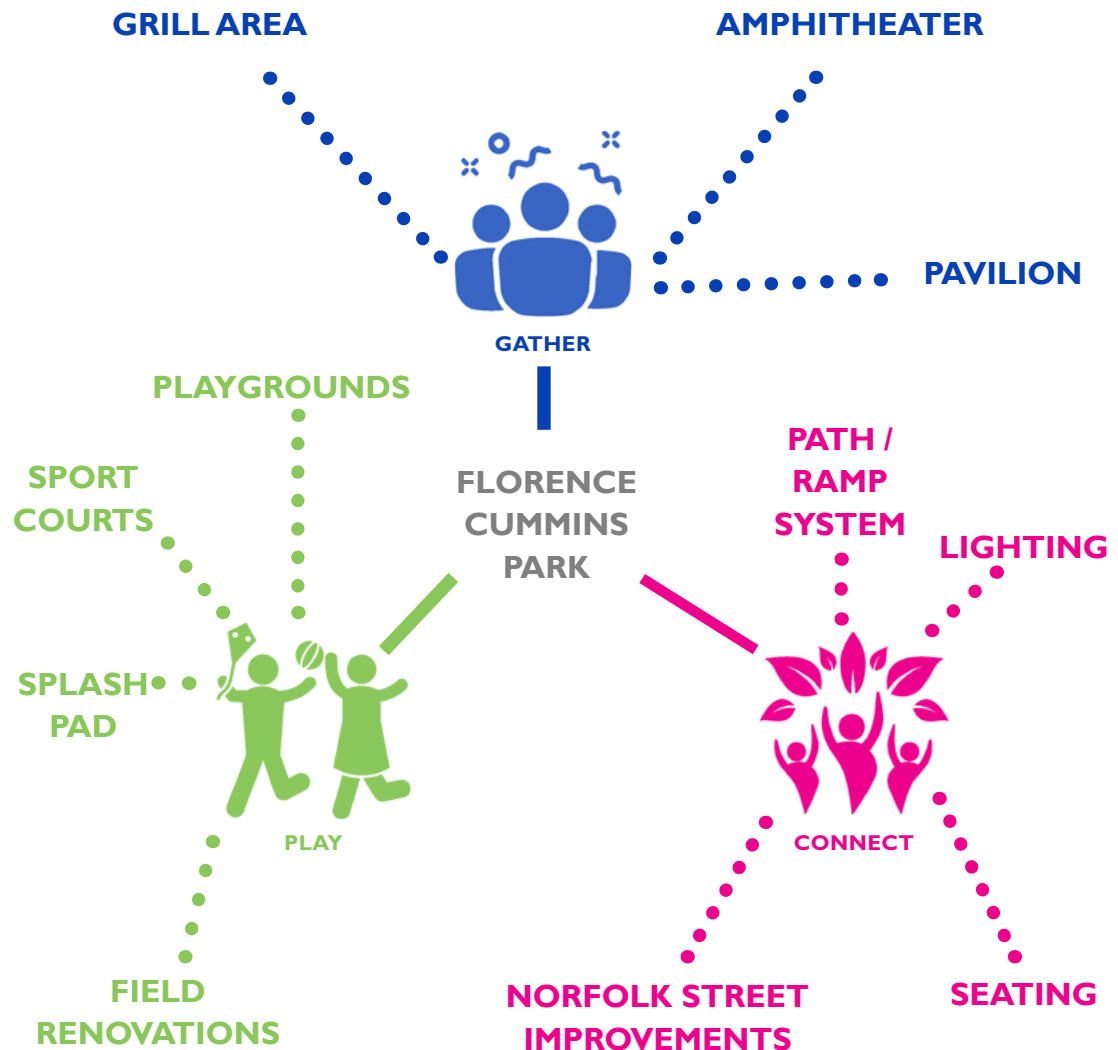 GRILL AREA
AMPHITHEATER
PAVILION
GATHER
PLAYGROUNDS
SPORT
COURTS
SPLASH
PAD
PLAY
FIELD
RENOVATIONS
FLORENCE
CUMMINS
PARK
PATH /
RAMP
SYSTEM
LIGHTING
CONNECT
NORFOLK STREET
IMPROVEMENTS
SEATING